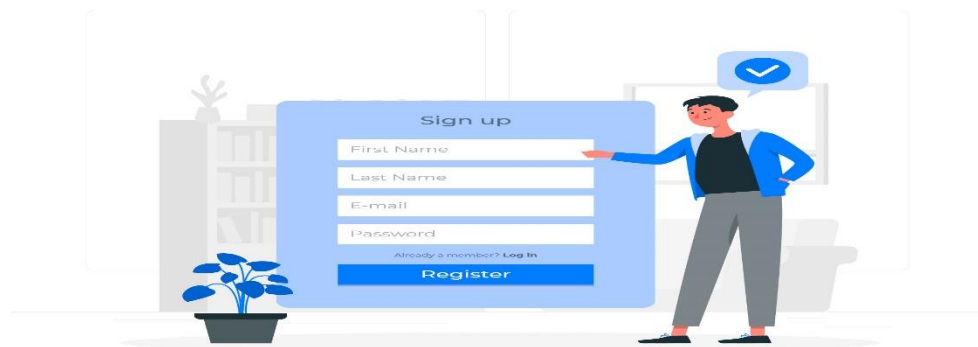 Sign up
First Name
Last Name
E-mail
Password
Already a member? Log In
Register